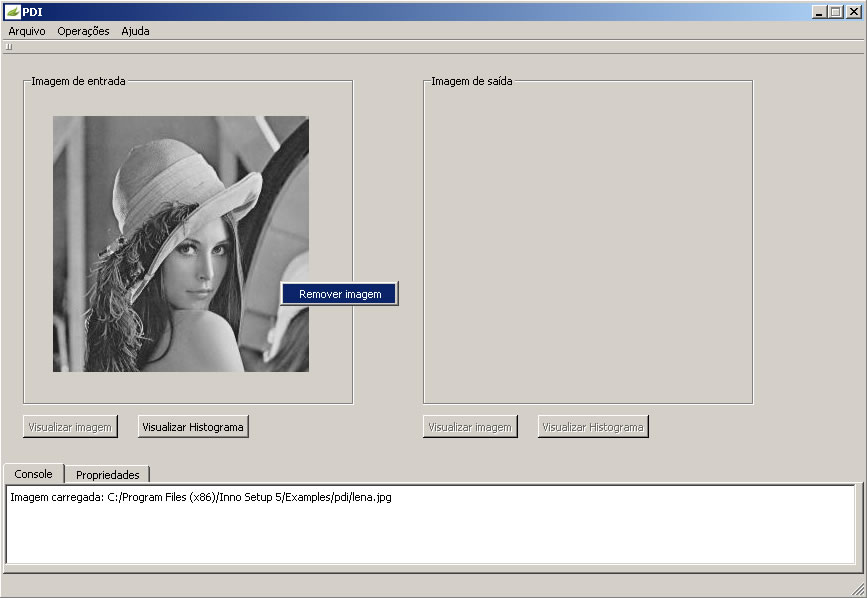 PDI
Arquivo Operações Ajuda
Imagem de entrada Imagem de saída
Remover imagem
Visualizar imagem Visualizar Histograma Visualizar imagem Visualizar Histograma
Console Propriedades
Imagem carregada: C:/Program Files (x86)/Inno Setup 5/Examples/pdi/lena.jpg